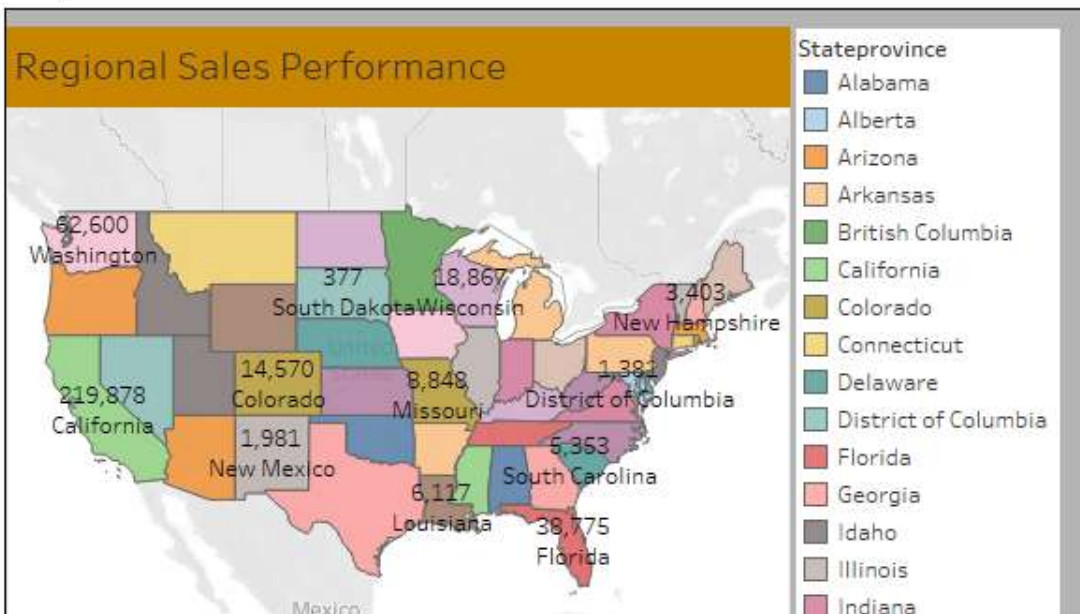 Regional Sales Performance
62,600
Washington
377
South Dakota
18,867
Wisconsin
3,403
New Hampshire
United
States
14,570
Colorado
8,848
Missouri
1,381
District of Columbia
219,878
California
1,981
New Mexico
5,353
South Carolina
6,117
Louisiana
38,775
Florida
Mexico
Stateprovince
Alabama
Alberta
Arizona
Arkansas
British Columbia
California
Colorado
Connecticut
Delaware
District of Columbia
Florida
Georgia
Idaho
Illinois
Indiana